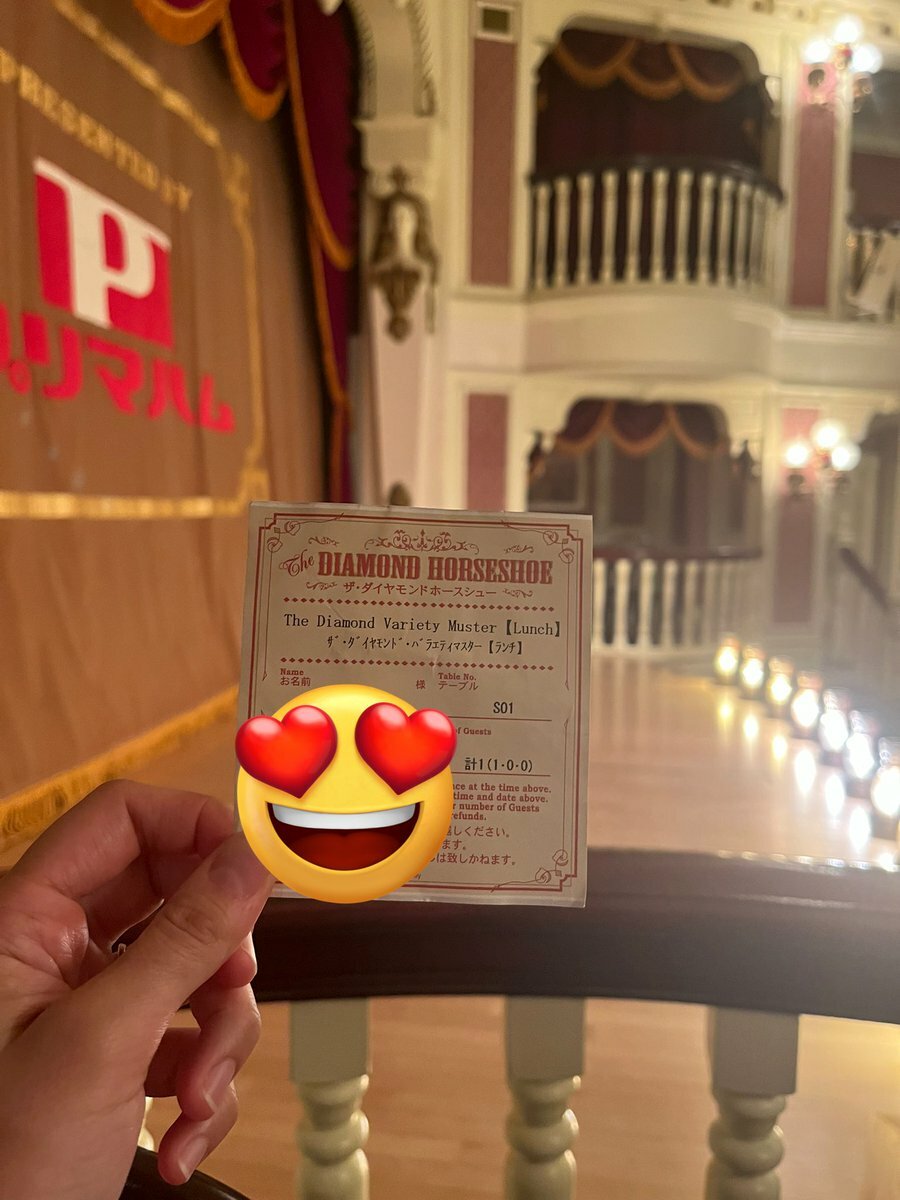 PRESENTED BY
P
プリマハム
The DIAMOND HORSESHOE
ザ・ダイヤモンドホースシュー
The Diamond Variety Muster【Lunch】
ザ・ダイヤモンド・バラエティマスター【ランチ】
Name
お名前
様
Table No.
テーブル
S01
of Guests
計1(1・0・0)
at the time above.
time and date above.
number of Guests
refunds.
越しください。
ます。
は致しかねます。